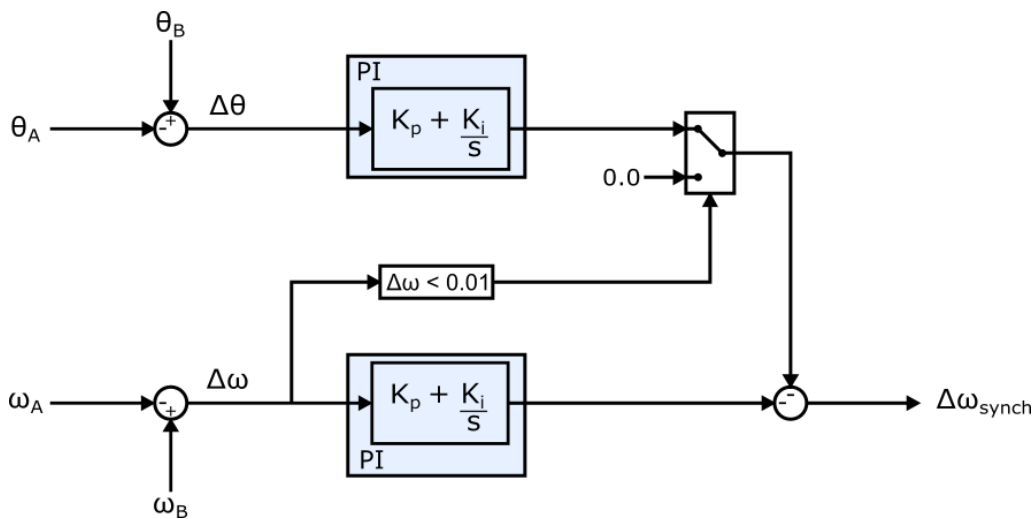 θB
θA
- +
Δθ
PI
Kp + Ki
s
0.0
Δω < 0.01
ωA
- +
Δω
Kp + Ki
s
PI
- -
Δωsynch
ωB